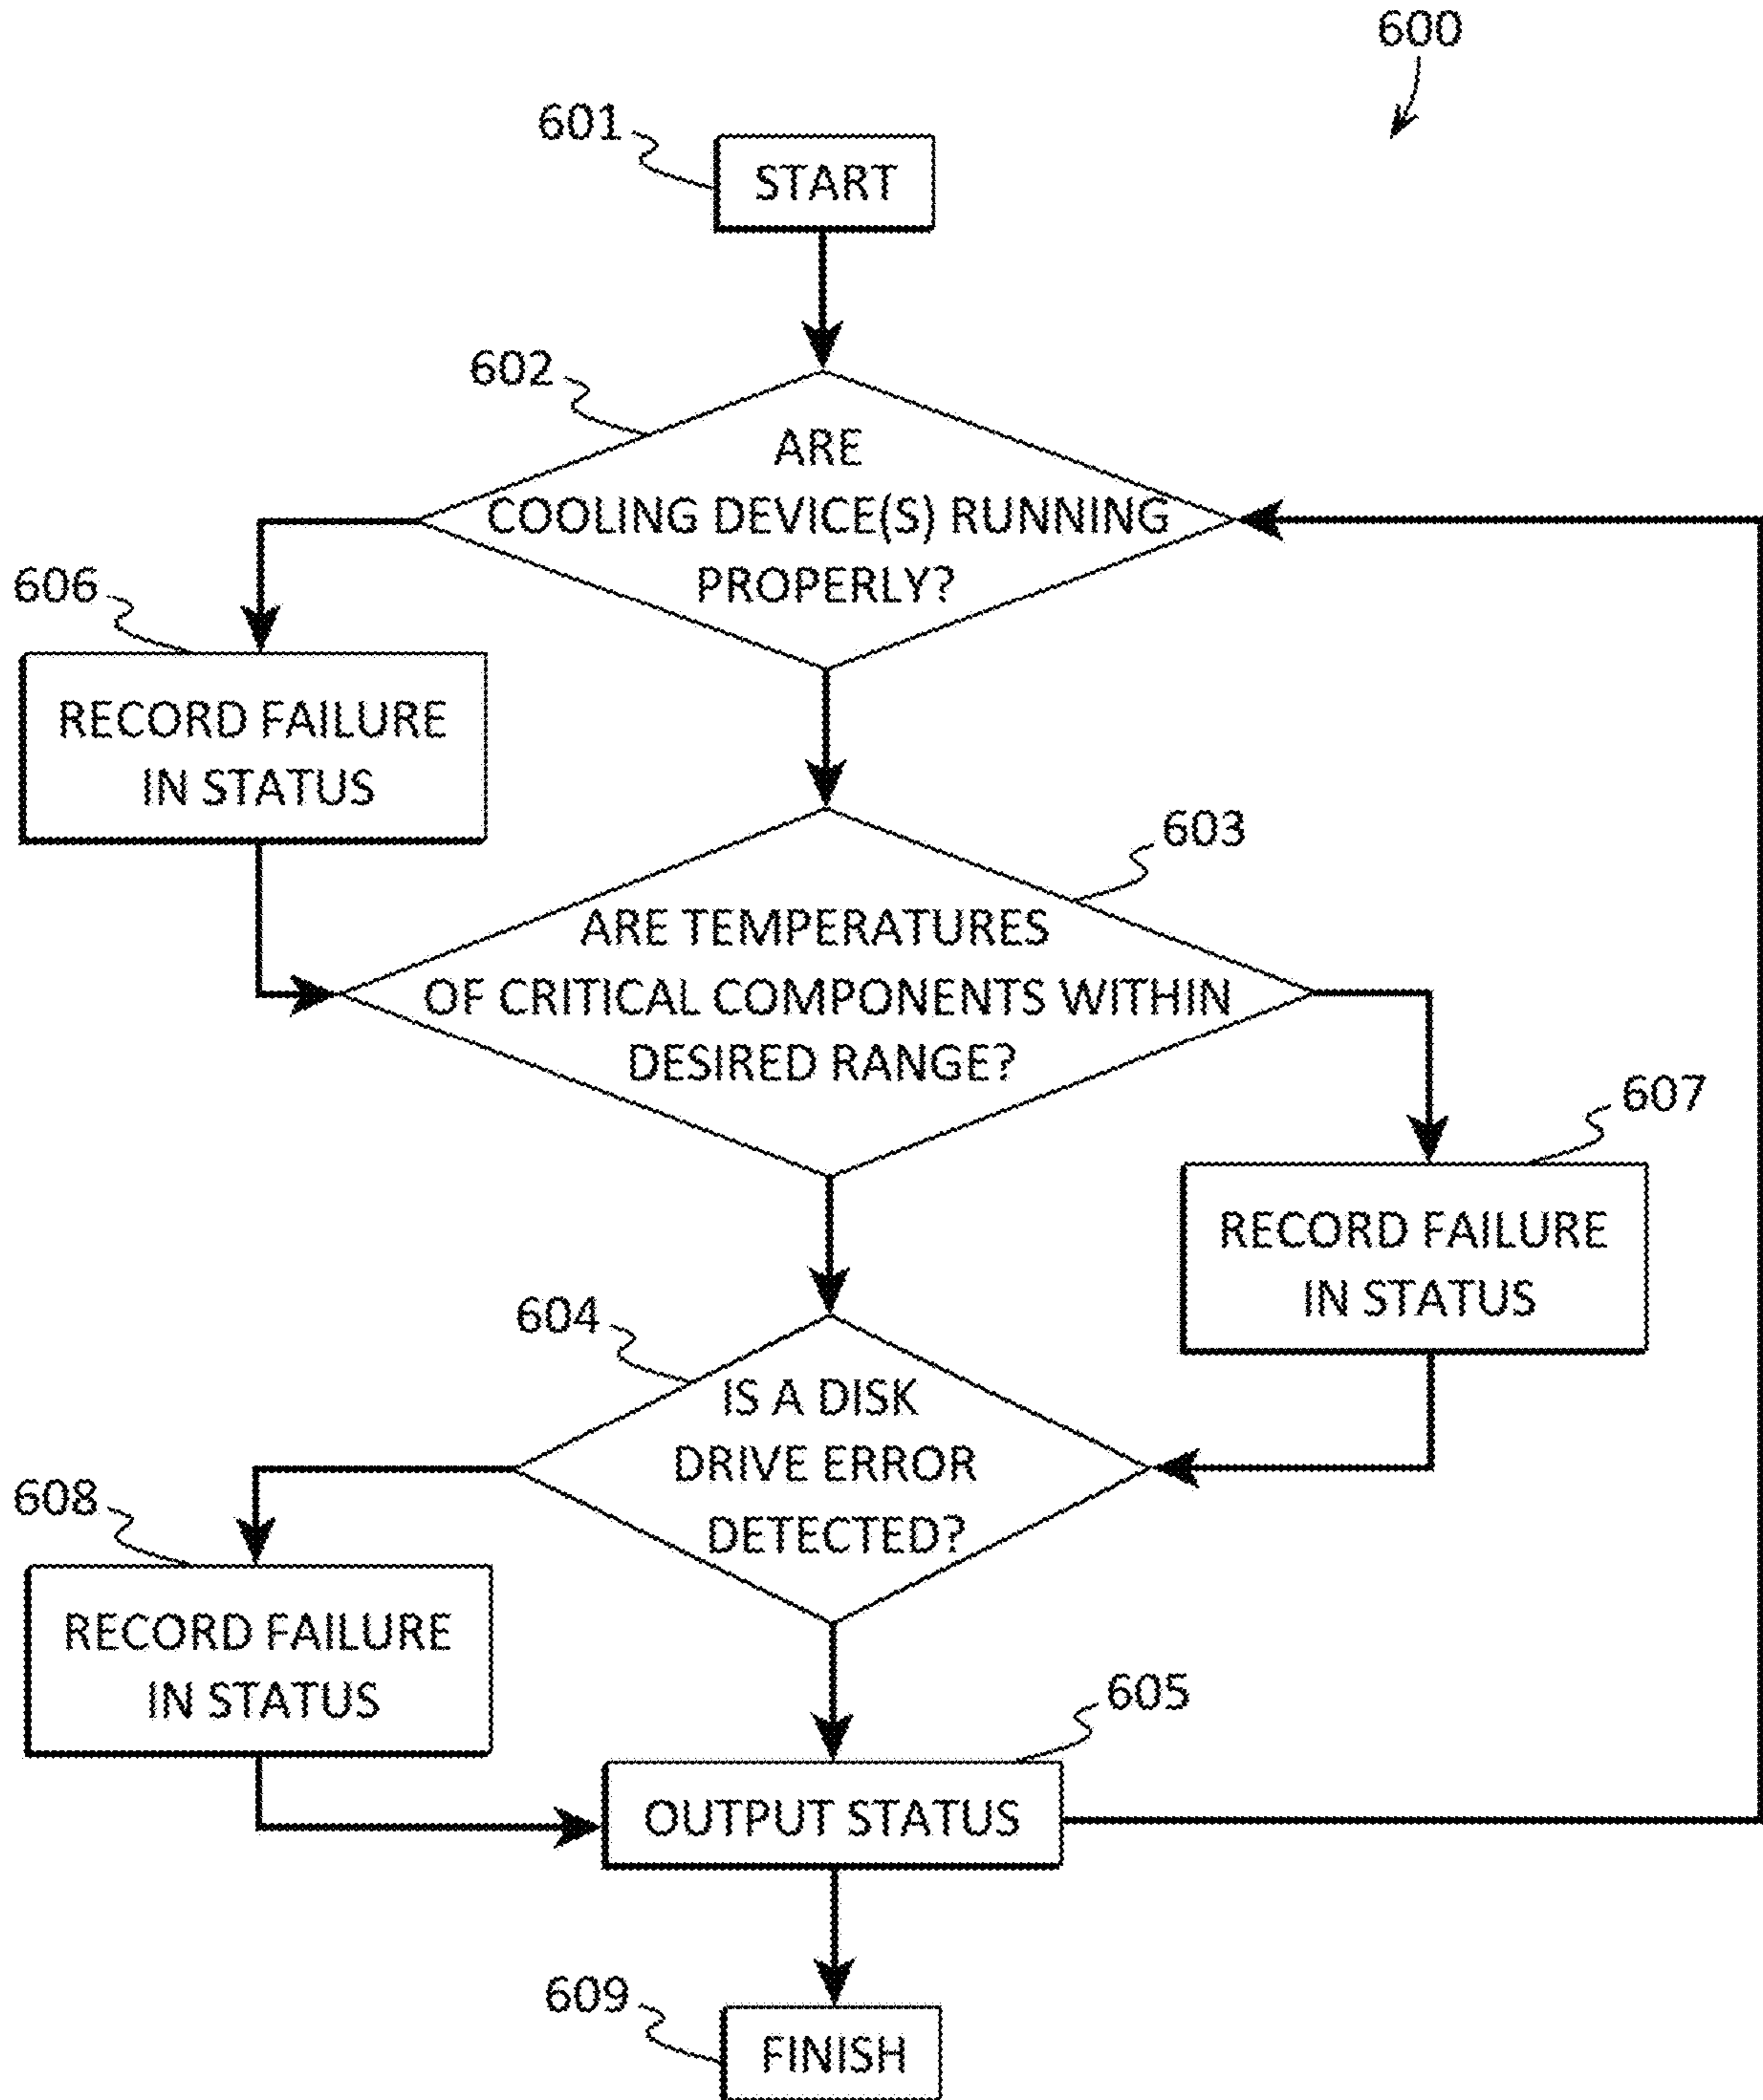 600
601
START
602
ARE
COOLING DEVICE(S) RUNNING
PROPERLY?
606
RECORD FAILURE
IN STATUS
603
ARE TEMPERATURES
OF CRITICAL COMPONENTS WITHIN
DESIRED RANGE?
607
RECORD FAILURE
IN STATUS
604
IS A DISK
DRIVE ERROR
DETECTED?
608
RECORD FAILURE
IN STATUS
605
OUTPUT STATUS
609
FINISH